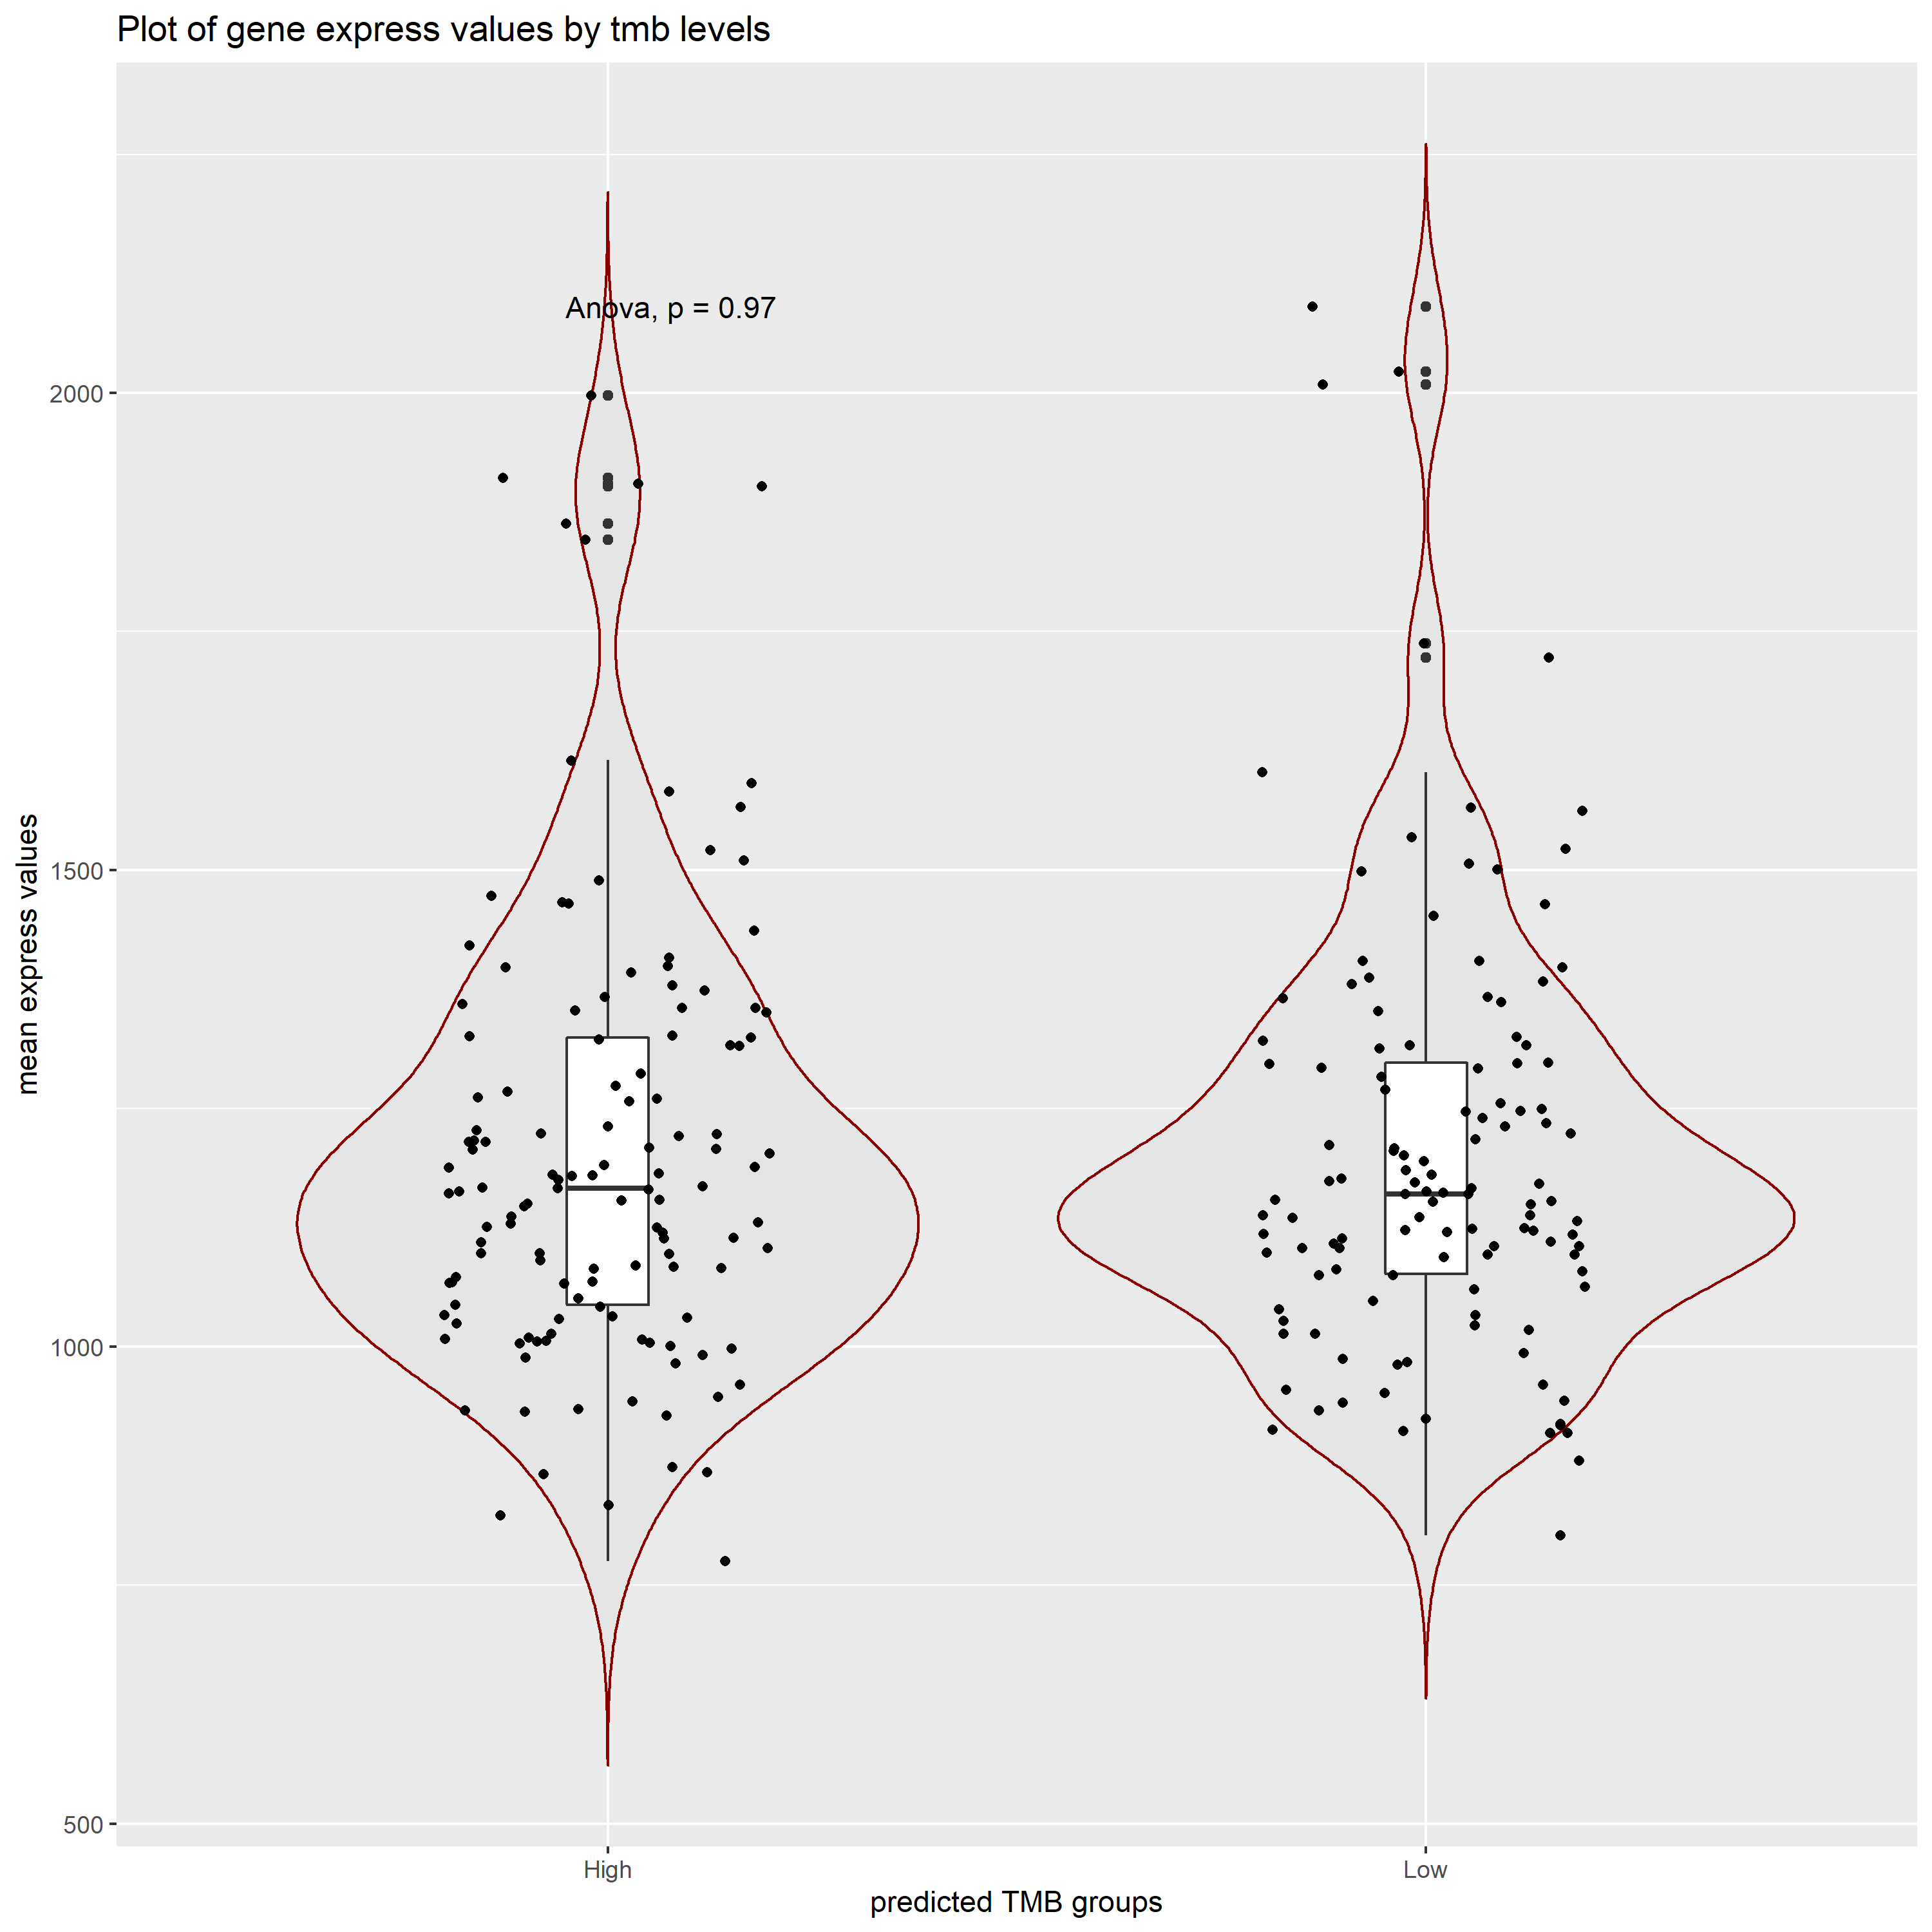 Plot of gene express values by tmb levels
Anova, p = 0.97
2000
1500
1000
500
mean express values
High
Low
predicted TMB groups